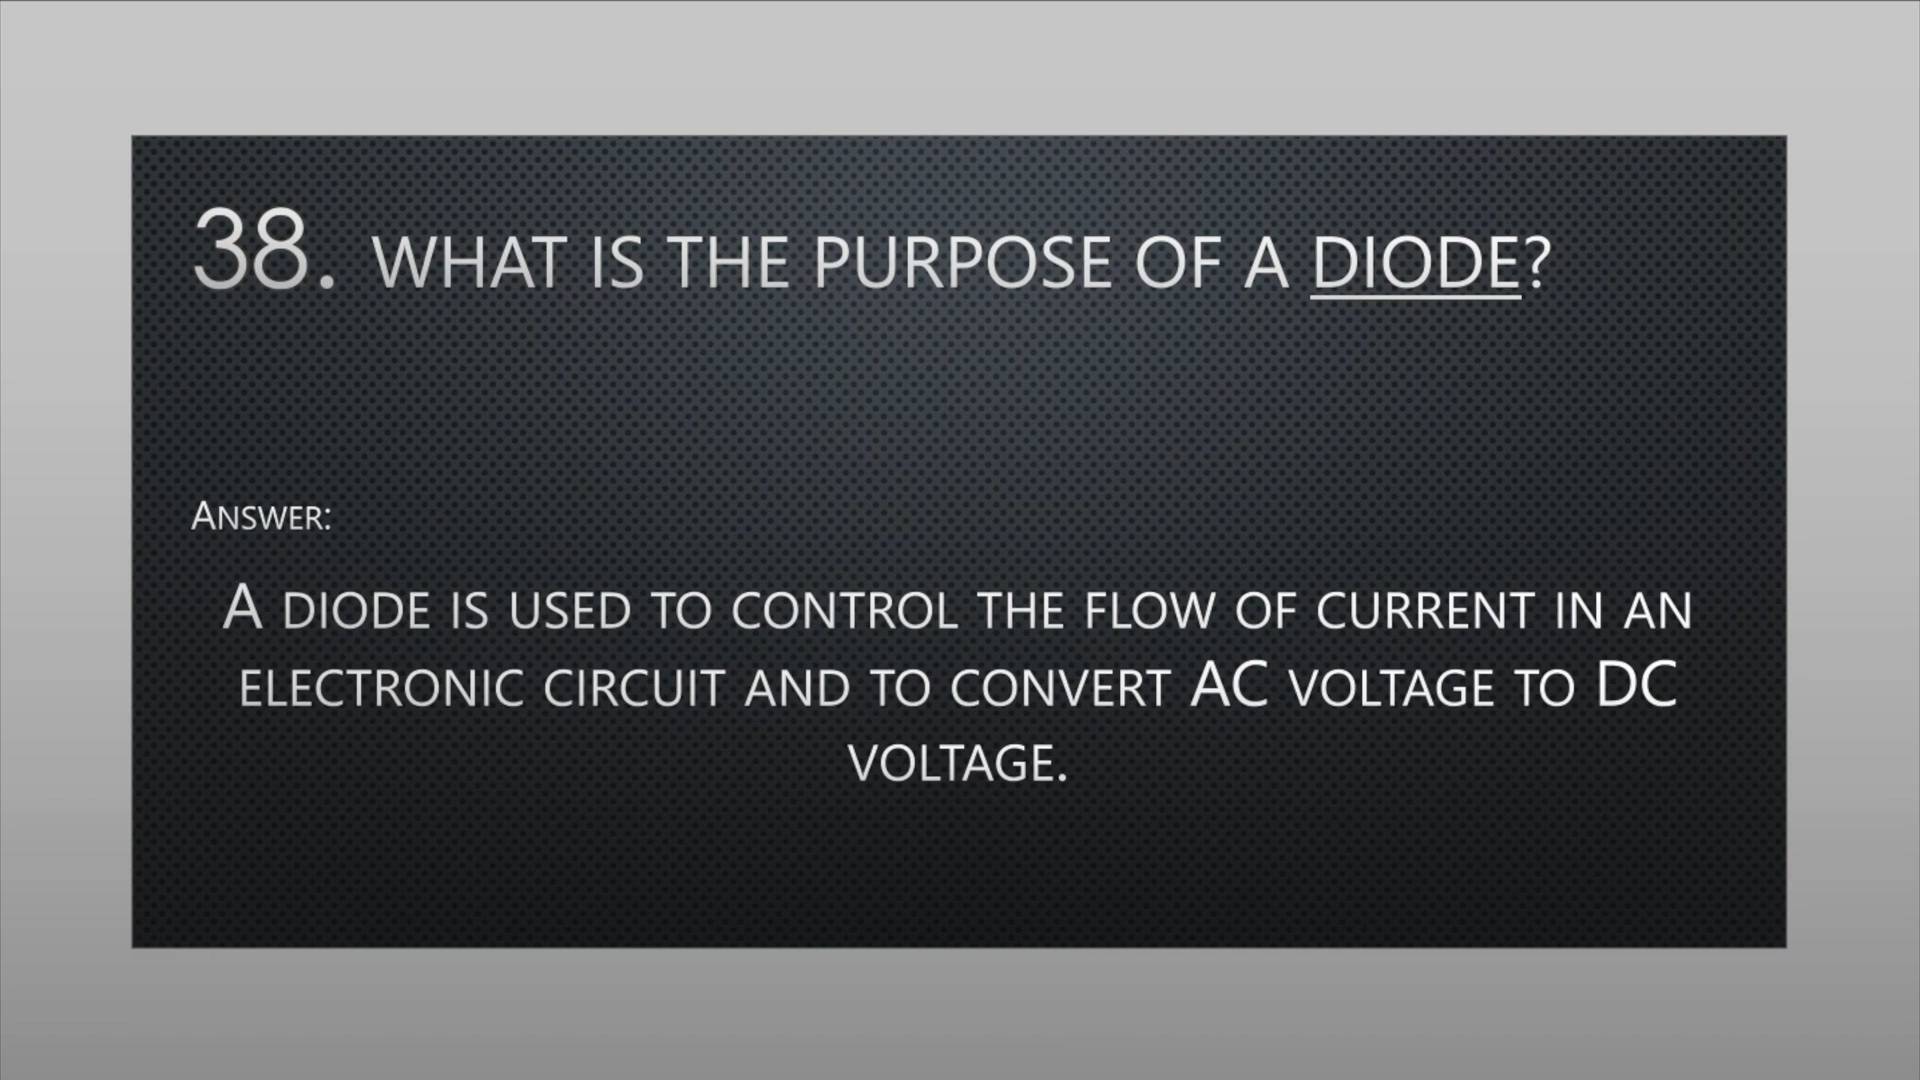 38. WHAT IS THE PURPOSE OF A DIODE?
ANSWER:
A DIODE IS USED TO CONTROL THE FLOW OF CURRENT IN AN
ELECTRONIC CIRCUIT AND TO CONVERT AC VOLTAGE TO DC
VOLTAGE.